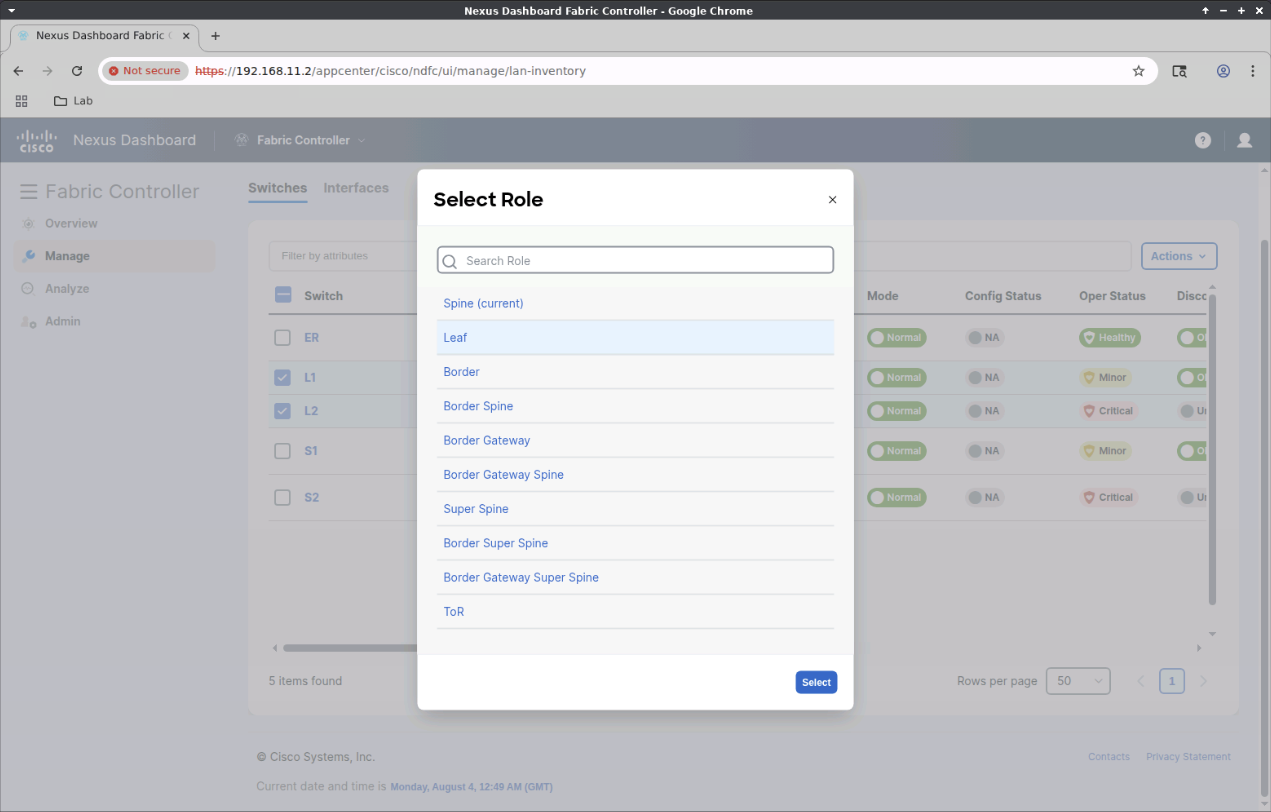 Nexus Dashboard Fabric Controller - Google Chrome
Nexus Dashboard Fabric
Not secure https://192.168.11.2/appcenter/cisco/ndfc/ui/manage/lan-inventory
Lab
CISCO Nexus Dashboard Fabric Controller ?
Fabric Controller
Overview
Manage
Analyze
Admin
Switches Interfaces
Filter by attributes Actions
Switch Mode Config Status Oper Status
ER Normal NA Healthy
L1 Normal NA Minor
L2 Normal NA Critical
S1 Normal NA Minor
S2 Normal NA Critical
5 items found Rows per page 50 1
Select Role
Search Role
Spine (current)
Leaf
Border
Border Spine
Border Gateway
Border Gateway Spine
Super Spine
Border Super Spine
Border Gateway Super Spine
ToR
Select
© Cisco Systems, Inc. Contacts Privacy Statement
Current date and time is Monday, August 4, 12:49 AM (GMT)